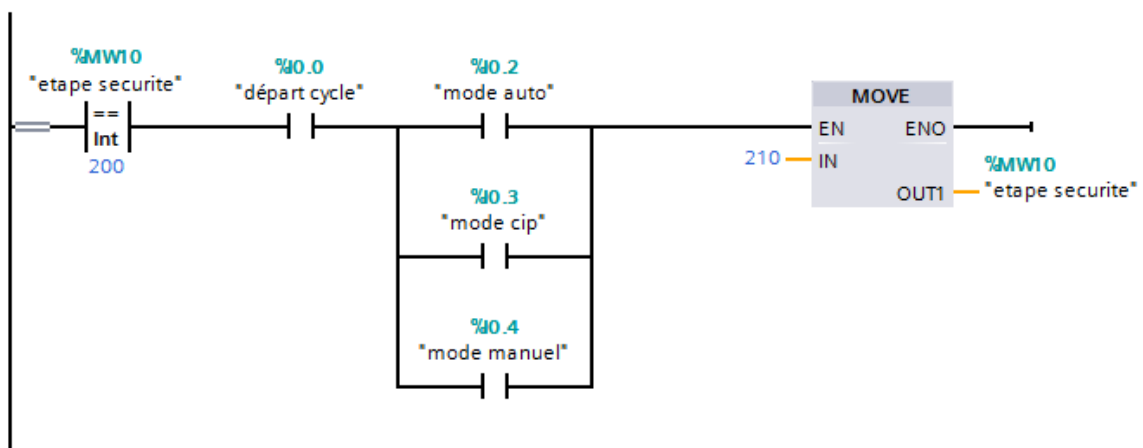 %MW10
"etape securite"
==
Int
200
%I0.0
"départ cycle"
%I0.2
"mode auto"
%I0.3
"mode cip"
%I0.4
"mode manuel"
MOVE
EN ENO
210 IN
OUT1
%MW10
"etape securite"